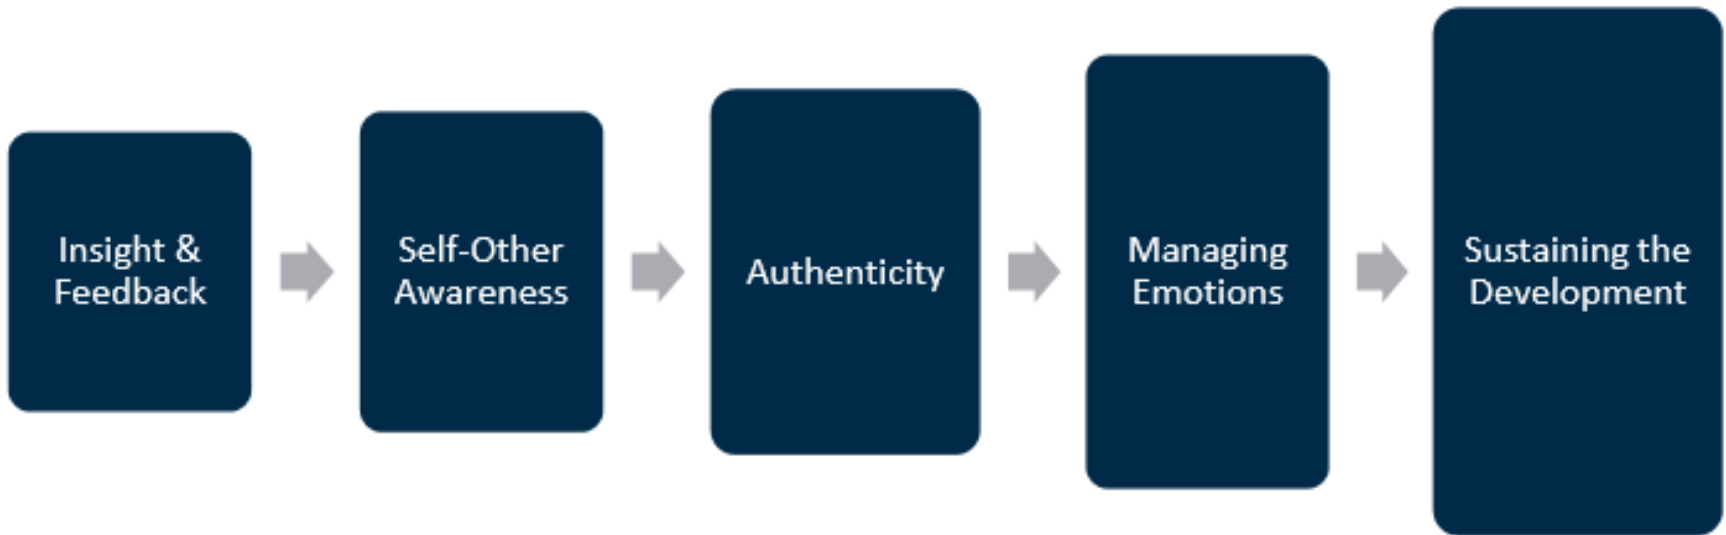 Insight &
Feedback
Self-Other
Awareness
Authenticity
Managing
Emotions
Sustaining the
Development